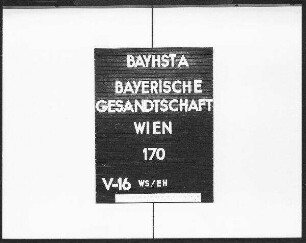 BAYHSTA
BAYERISCHE
GESANDTSCHAFT
WIEN
170
V-16 WS/EH